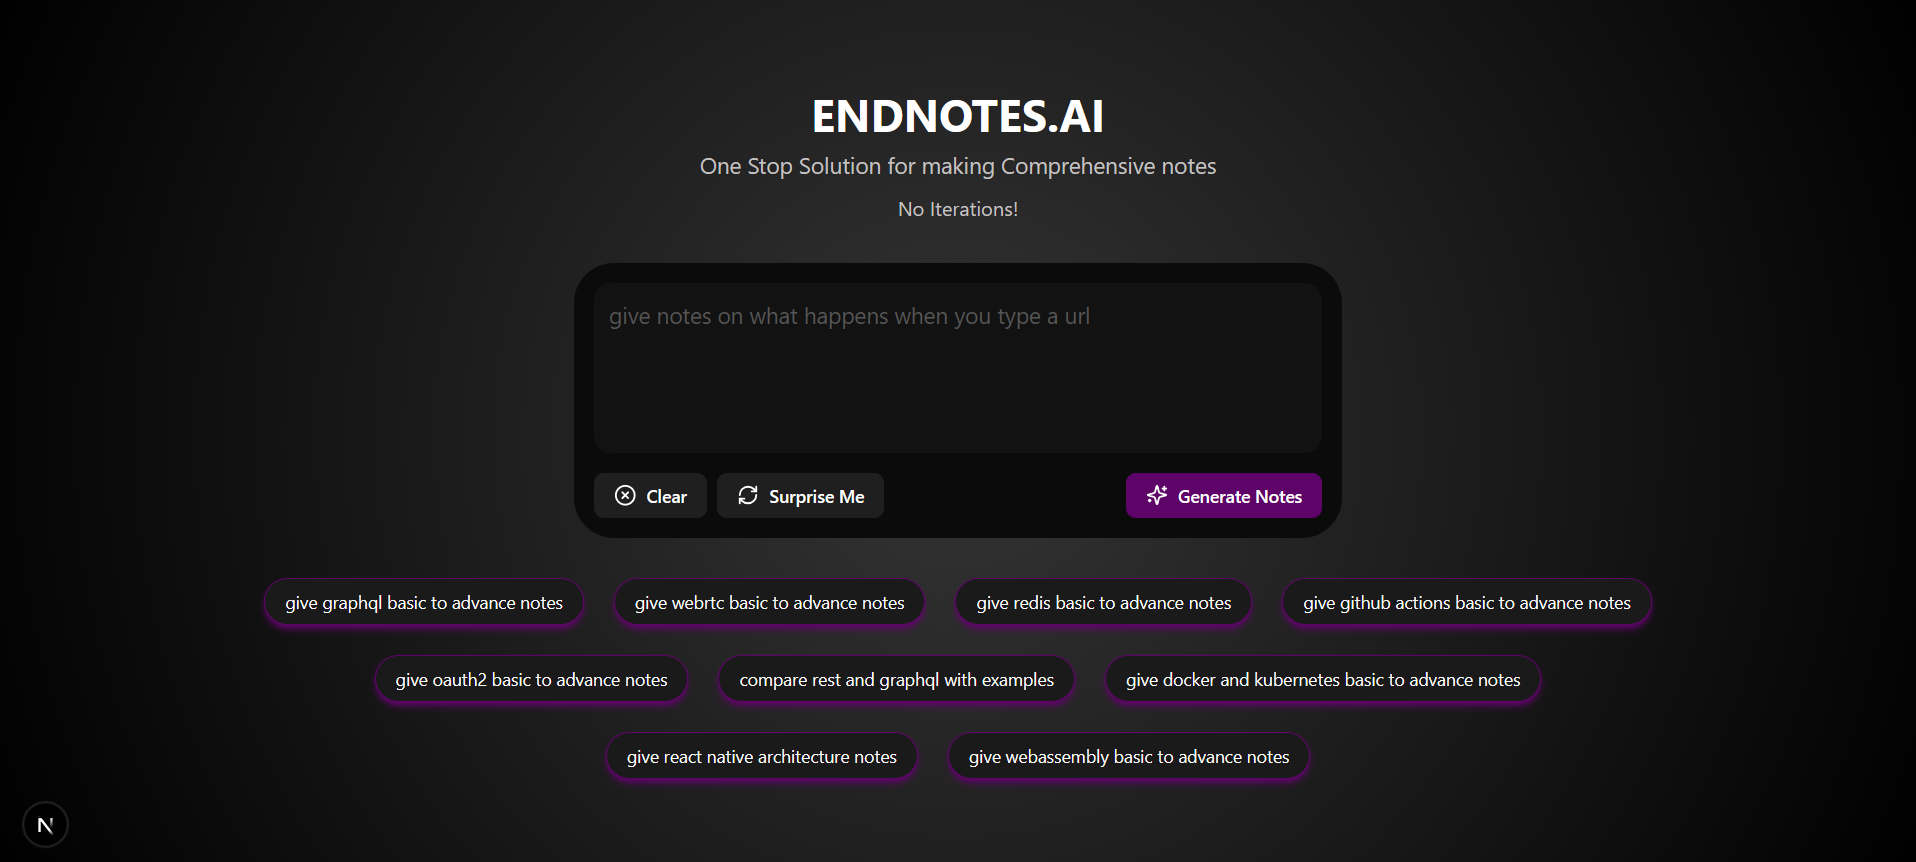 ENDNOTES.AI
One Stop Solution for making Comprehensive notes
No Iterations!
give notes on what happens when you type a url
Clear
Surprise Me
Generate Notes
give graphql basic to advance notes
give webrtc basic to advance notes
give redis basic to advance notes
give github actions basic to advance notes
give oauth2 basic to advance notes
compare rest and graphql with examples
give docker and kubernetes basic to advance notes
give react native architecture notes
give webassembly basic to advance notes
N